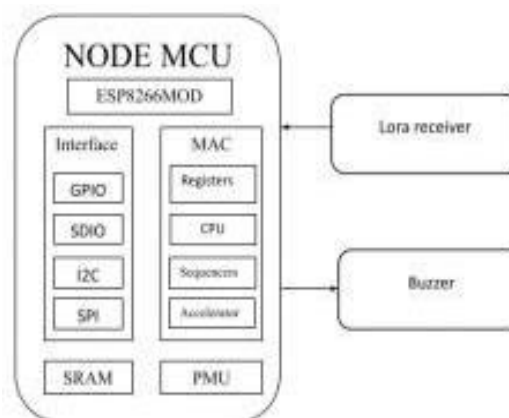 NODE MCU
ESP8266MOD
Interface
GPIO
SDIO
I2C
SPI
MAC
Registers
CPU
Sequencers
Accelerator
SRAM
PMU
Lora receiver
Buzzer